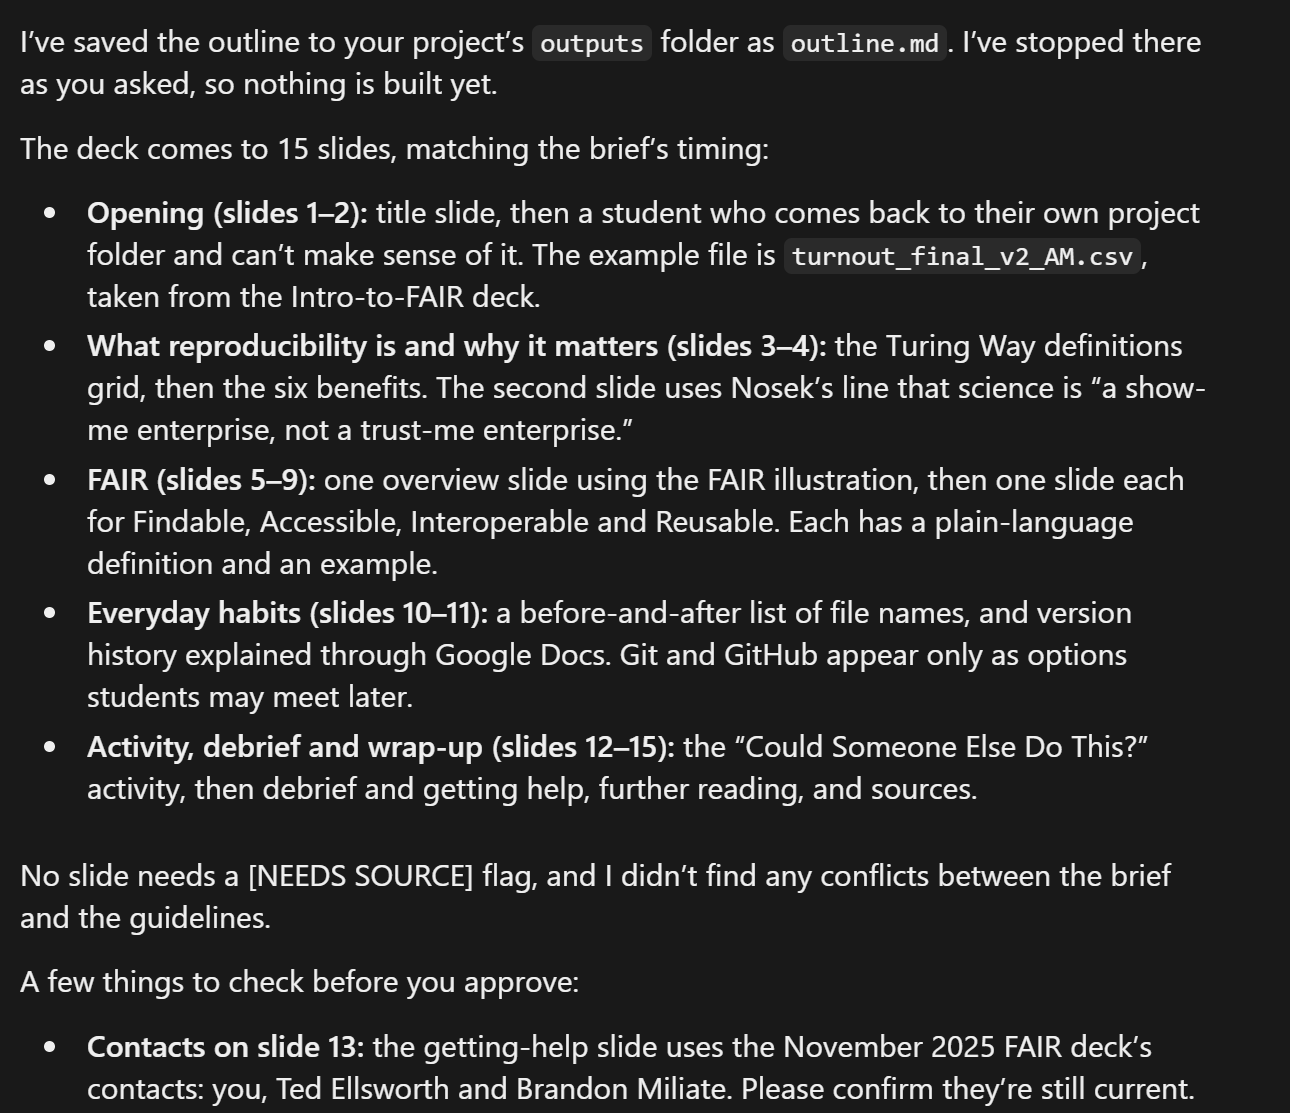 I’ve saved the outline to your project’s outputs folder as outline.md. I’ve stopped there
as you asked, so nothing is built yet.
The deck comes to 15 slides, matching the brief’s timing:
• Opening (slides 1–2): title slide, then a student who comes back to their own project
folder and can’t make sense of it. The example file is turnout_final_v2_AM.csv,
taken from the Intro-to-FAIR deck.
• What reproducibility is and why it matters (slides 3–4): the Turing Way definitions
grid, then the six benefits. The second slide uses Nosek’s line that science is “a show-
me enterprise, not a trust-me enterprise.”
• FAIR (slides 5–9): one overview slide using the FAIR illustration, then one slide each
for Findable, Accessible, Interoperable and Reusable. Each has a plain-language
definition and an example.
• Everyday habits (slides 10–11): a before-and-after list of file names, and version
history explained through Google Docs. Git and GitHub appear only as options
students may meet later.
• Activity, debrief and wrap-up (slides 12–15): the “Could Someone Else Do This?”
activity, then debrief and getting help, further reading, and sources.
No slide needs a [NEEDS SOURCE] flag, and I didn’t find any conflicts between the brief
and the guidelines.
A few things to check before you approve:
• Contacts on slide 13: the getting-help slide uses the November 2025 FAIR deck’s
contacts: you, Ted Ellsworth and Brandon Miliate. Please confirm they’re still current.